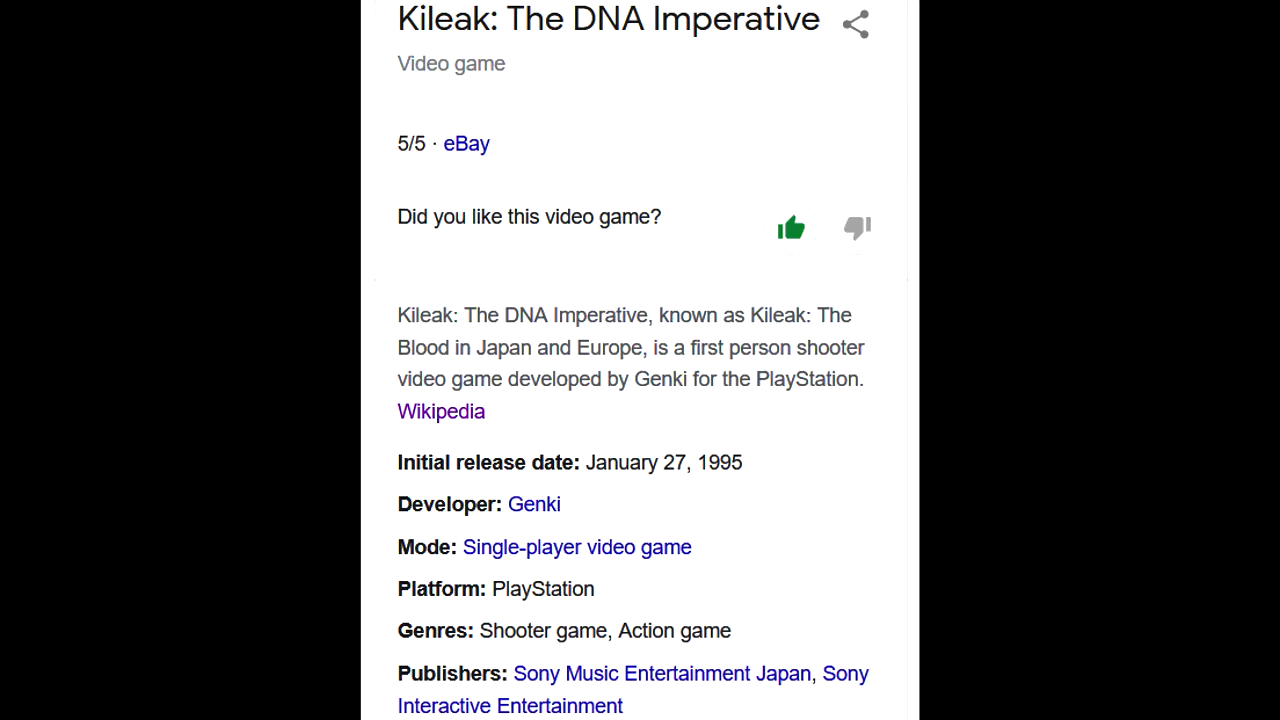 Kileak: The DNA Imperative
Video game
5/5 · eBay
Did you like this video game?
Kileak: The DNA Imperative, known as Kileak: The
Blood in Japan and Europe, is a first person shooter
video game developed by Genki for the PlayStation.
Wikipedia
Initial release date: January 27, 1995
Developer: Genki
Mode: Single-player video game
Platform: PlayStation
Genres: Shooter game, Action game
Publishers: Sony Music Entertainment Japan, Sony
Interactive Entertainment